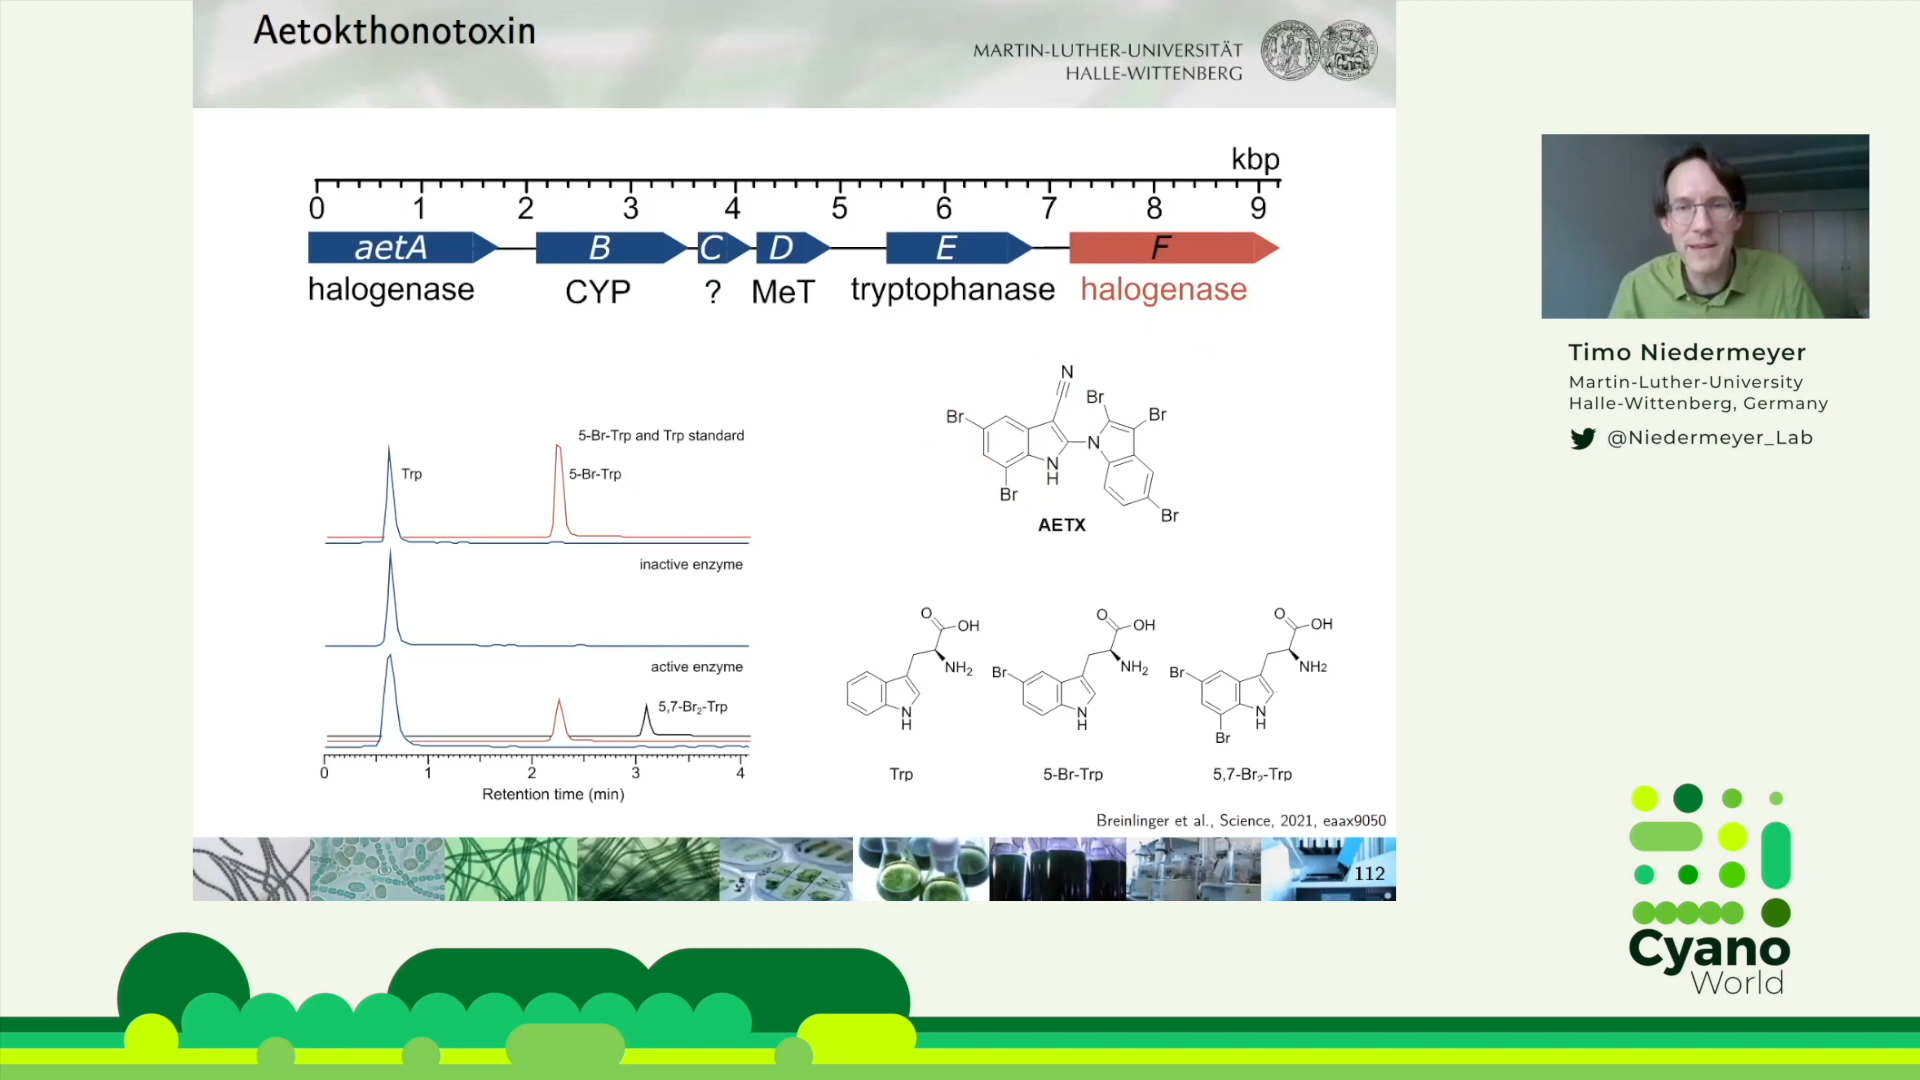 Aetokthonotoxin
MARTIN-LUTHER-UNIVERSITÄT
HALLE-WITTENBERG
kbp
0 1 2 3 4 5 6 7 8 9
aetA B C D E F
halogenase CYP ? MeT tryptophanase halogenase
5-Br-Trp and Trp standard
Trp
5-Br-Trp
inactive enzyme
active enzyme
5,7-Br₂-Trp
0 1 2 3 4
Retention time (min)
N
Br
Br
Br
N
N
H
Br
Br
AETX
O
OH
NH₂
N
H
Trp
O
OH
Br
NH₂
N
H
5-Br-Trp
O
OH
Br
NH₂
N
H
Br
5,7-Br₂-Trp
Breinlinger et al., Science, 2021, eaax9050
112
Timo Niedermeyer
Martin-Luther-University
Halle-Wittenberg, Germany
@Niedermeyer_Lab
Cyano
World